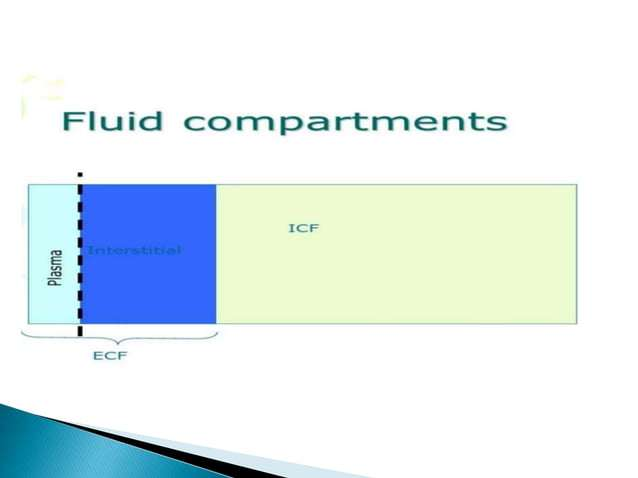 Fluid compartments
ICF
Interstitial
Plasma
ECF